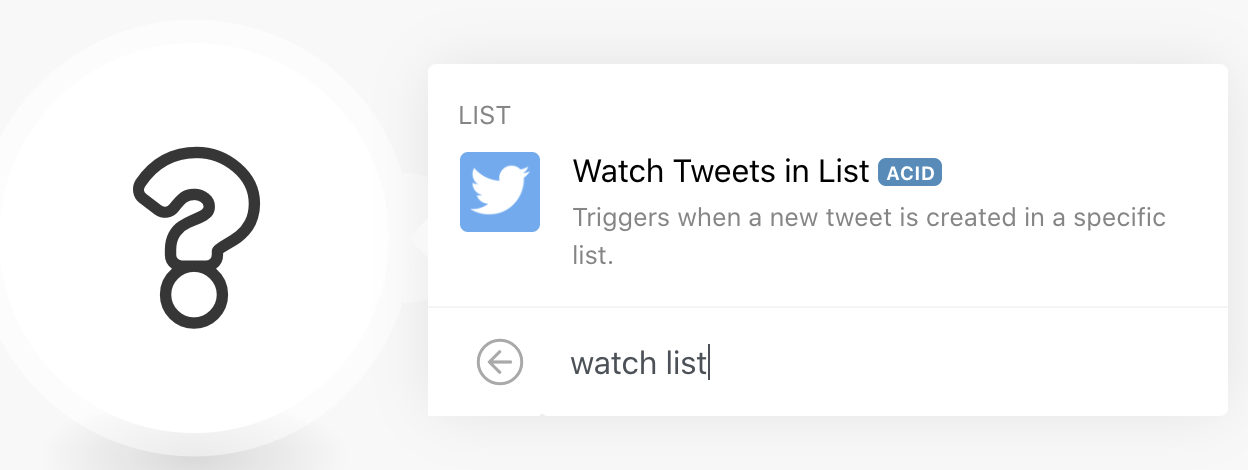 LIST
Watch Tweets in List ACID
Triggers when a new tweet is created in a specific
list.
watch list